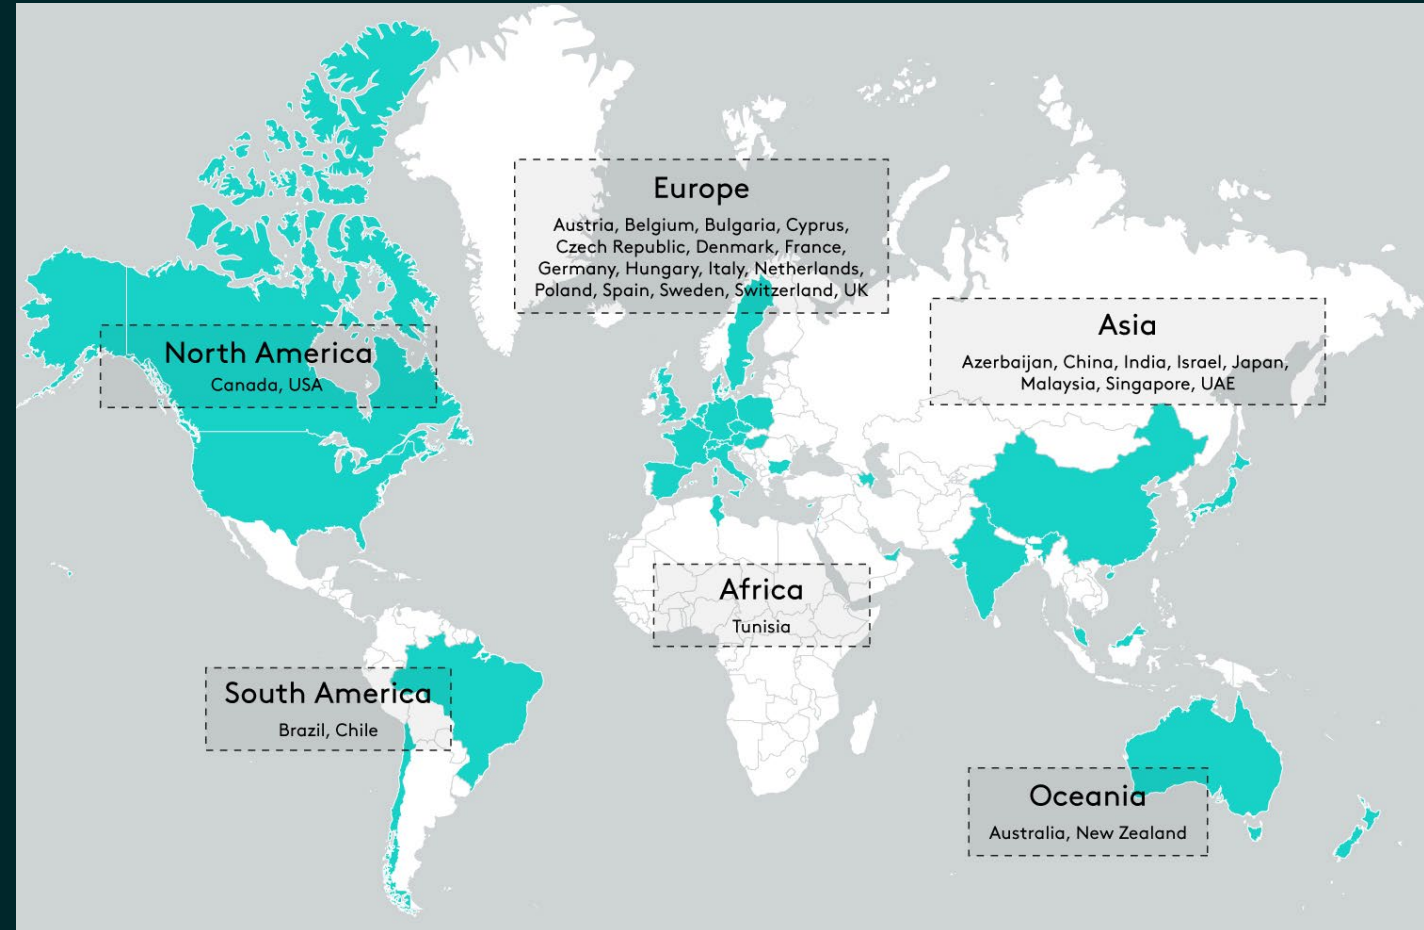 Europe
Austria, Belgium, Bulgaria, Cyprus,
Czech Republic, Denmark, France,
Germany, Hungary, Italy, Netherlands,
Poland, Spain, Sweden, Switzerland, UK
Asia
Azerbaijan, China, India, Israel, Japan,
Malaysia, Singapore, UAE
North America
Canada, USA
Africa
Tunisia
South America
Brazil, Chile
Oceania
Australia, New Zealand